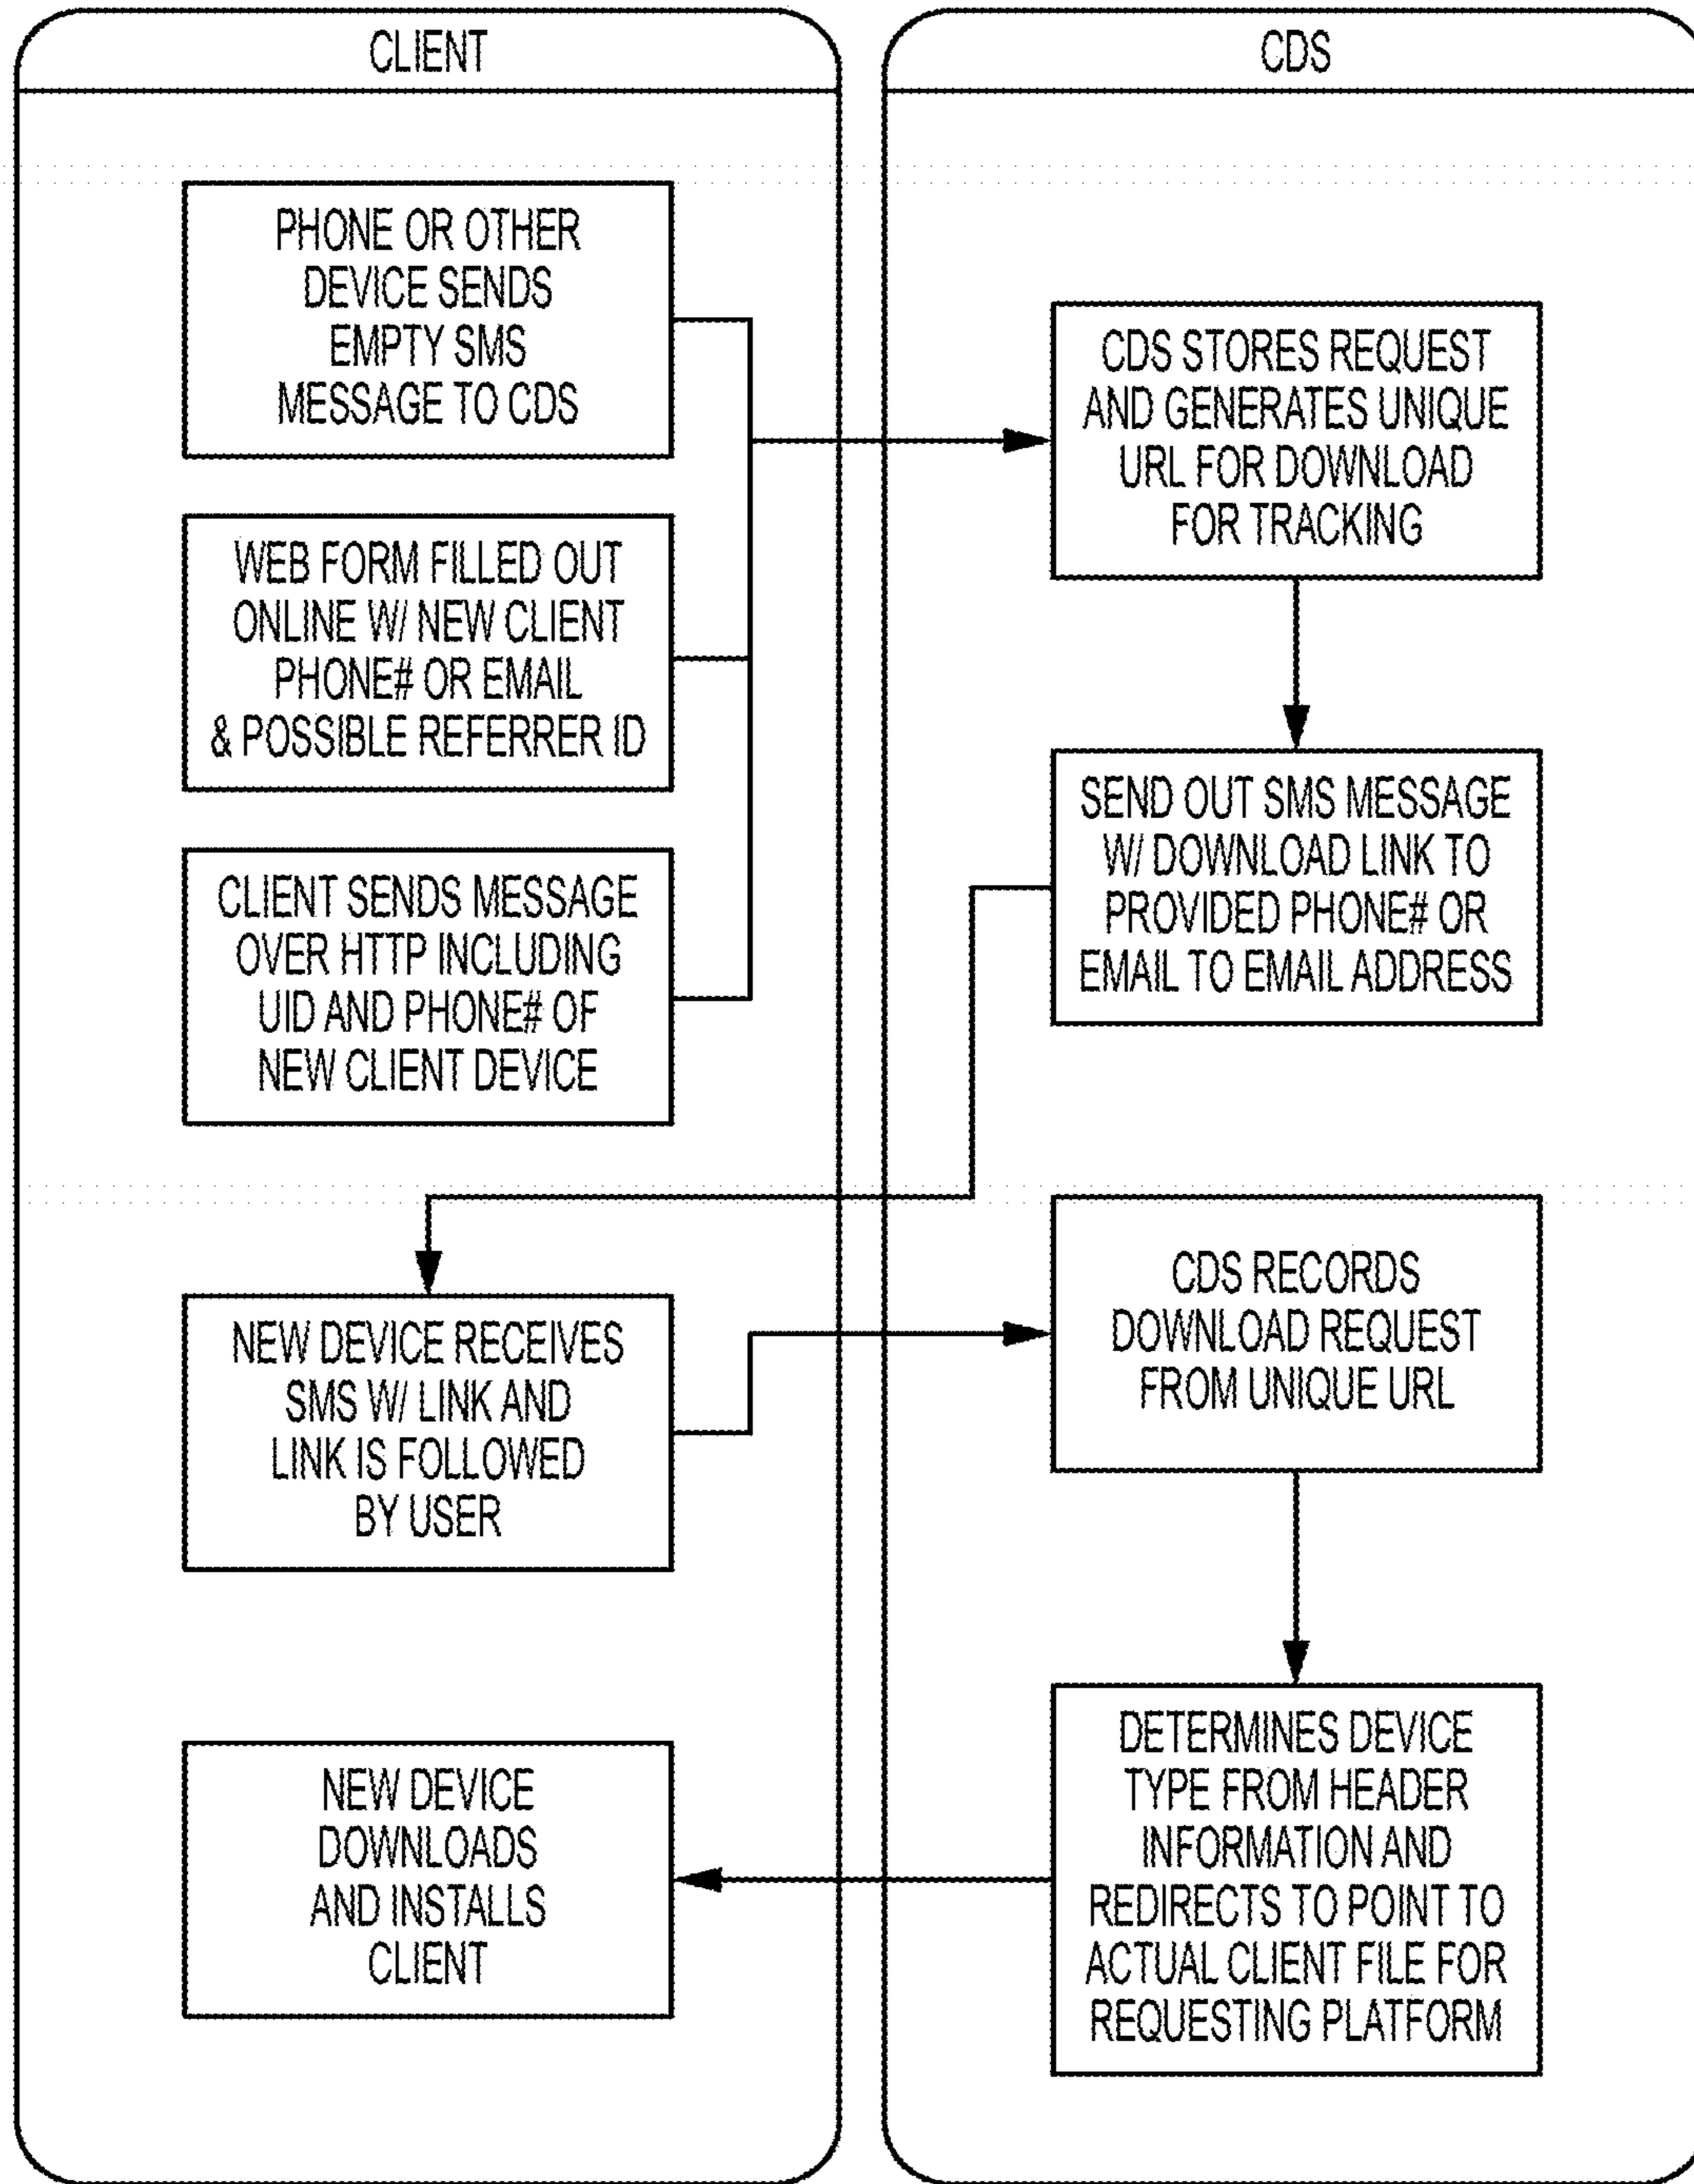 CLIENT
PHONE OR OTHER
DEVICE SENDS
EMPTY SMS
MESSAGE TO CDS
WEB FORM FILLED OUT
ONLINE W/ NEW CLIENT
PHONE# OR EMAIL
& POSSIBLE REFERRER ID
CLIENT SENDS MESSAGE
OVER HTTP INCLUDING
UID AND PHONE# OF
NEW CLIENT DEVICE
NEW DEVICE RECEIVES
SMS W/ LINK AND
LINK IS FOLLOWED
BY USER
NEW DEVICE
DOWNLOADS
AND INSTALLS
CLIENT
CDS
CDS STORES REQUEST
AND GENERATES UNIQUE
URL FOR DOWNLOAD
FOR TRACKING
SEND OUT SMS MESSAGE
W/ DOWNLOAD LINK TO
PROVIDED PHONE# OR
EMAIL TO EMAIL ADDRESS
CDS RECORDS
DOWNLOAD REQUEST
FROM UNIQUE URL
DETERMINES DEVICE
TYPE FROM HEADER
INFORMATION AND
REDIRECTS TO POINT TO
ACTUAL CLIENT FILE FOR
REQUESTING PLATFORM